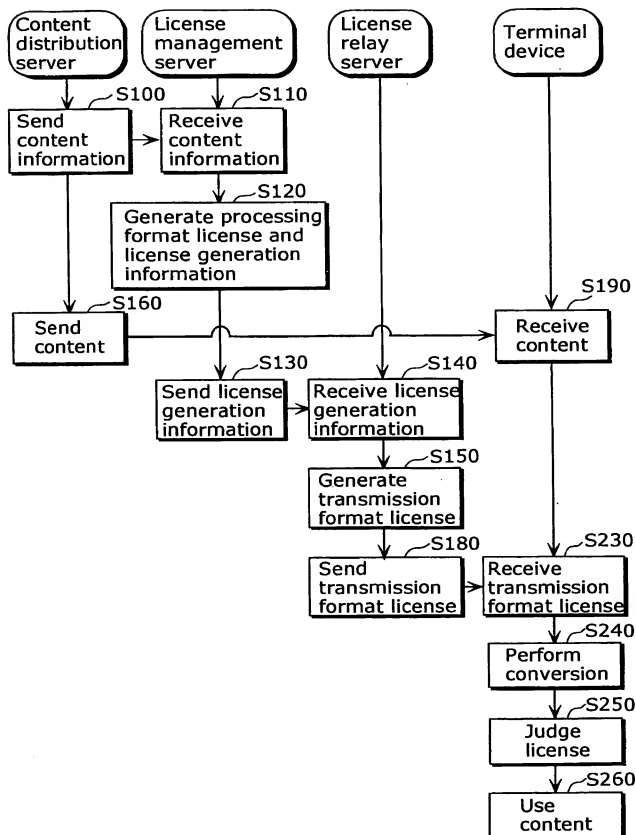 Content
distribution
server
License
management
server
License
relay
server
Terminal
device
S100
Send
content
information
S110
Receive
content
information
S120
Generate processing
format license and
license generation
information
S160
Send
content
S190
Receive
content
S130
Send license
generation
information
S140
Receive license
generation
information
S150
Generate
transmission
format license
S180
Send
transmission
format license
S230
Receive
transmission
format license
S240
Perform
conversion
S250
Judge
license
S260
Use
content